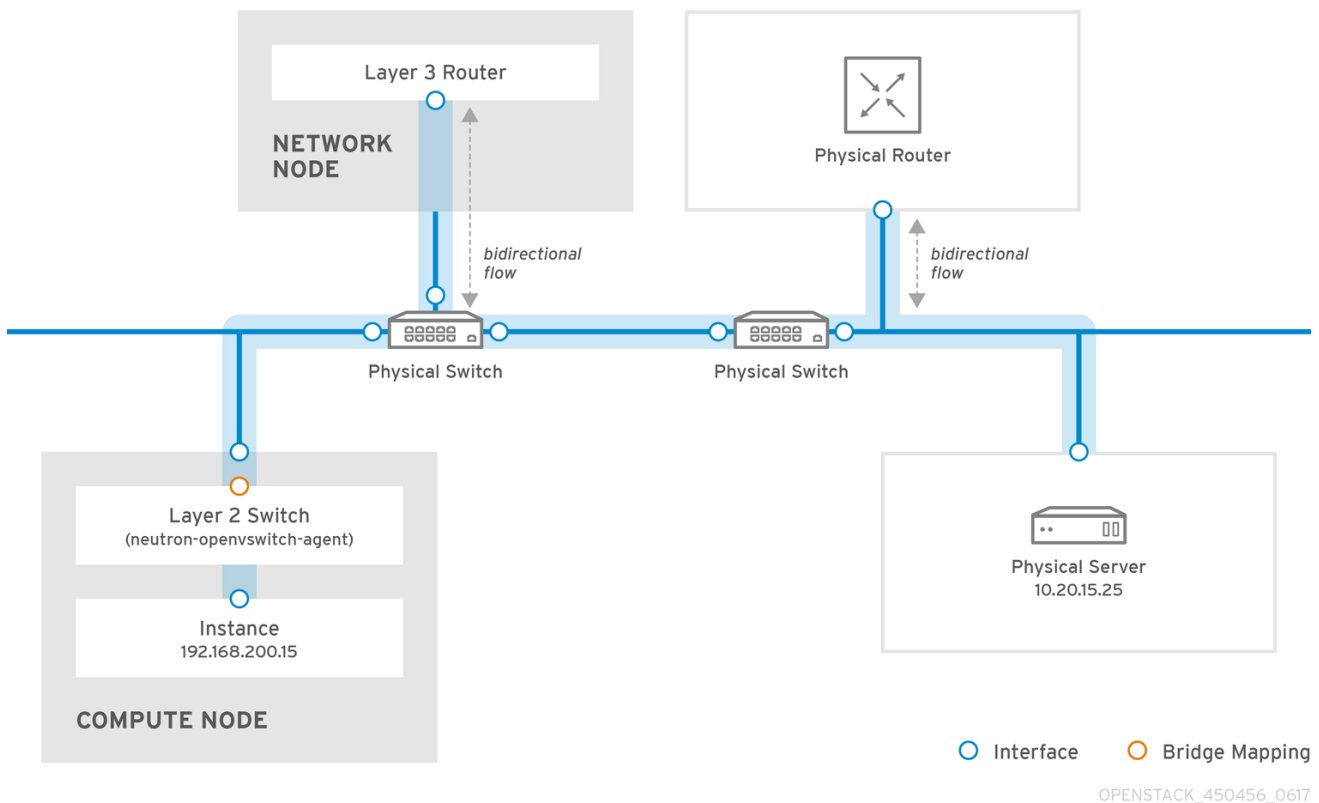 Layer 3 Router
NETWORK
NODE
Physical Router
bidirectional
flow
bidirectional
flow
Physical Switch
Physical Switch
Layer 2 Switch
(neutron-openvswitch-agent)
Instance
192.168.200.15
COMPUTE NODE
Physical Server
10.20.15.25
Interface
Bridge Mapping
OPENSTACK_450456_0617